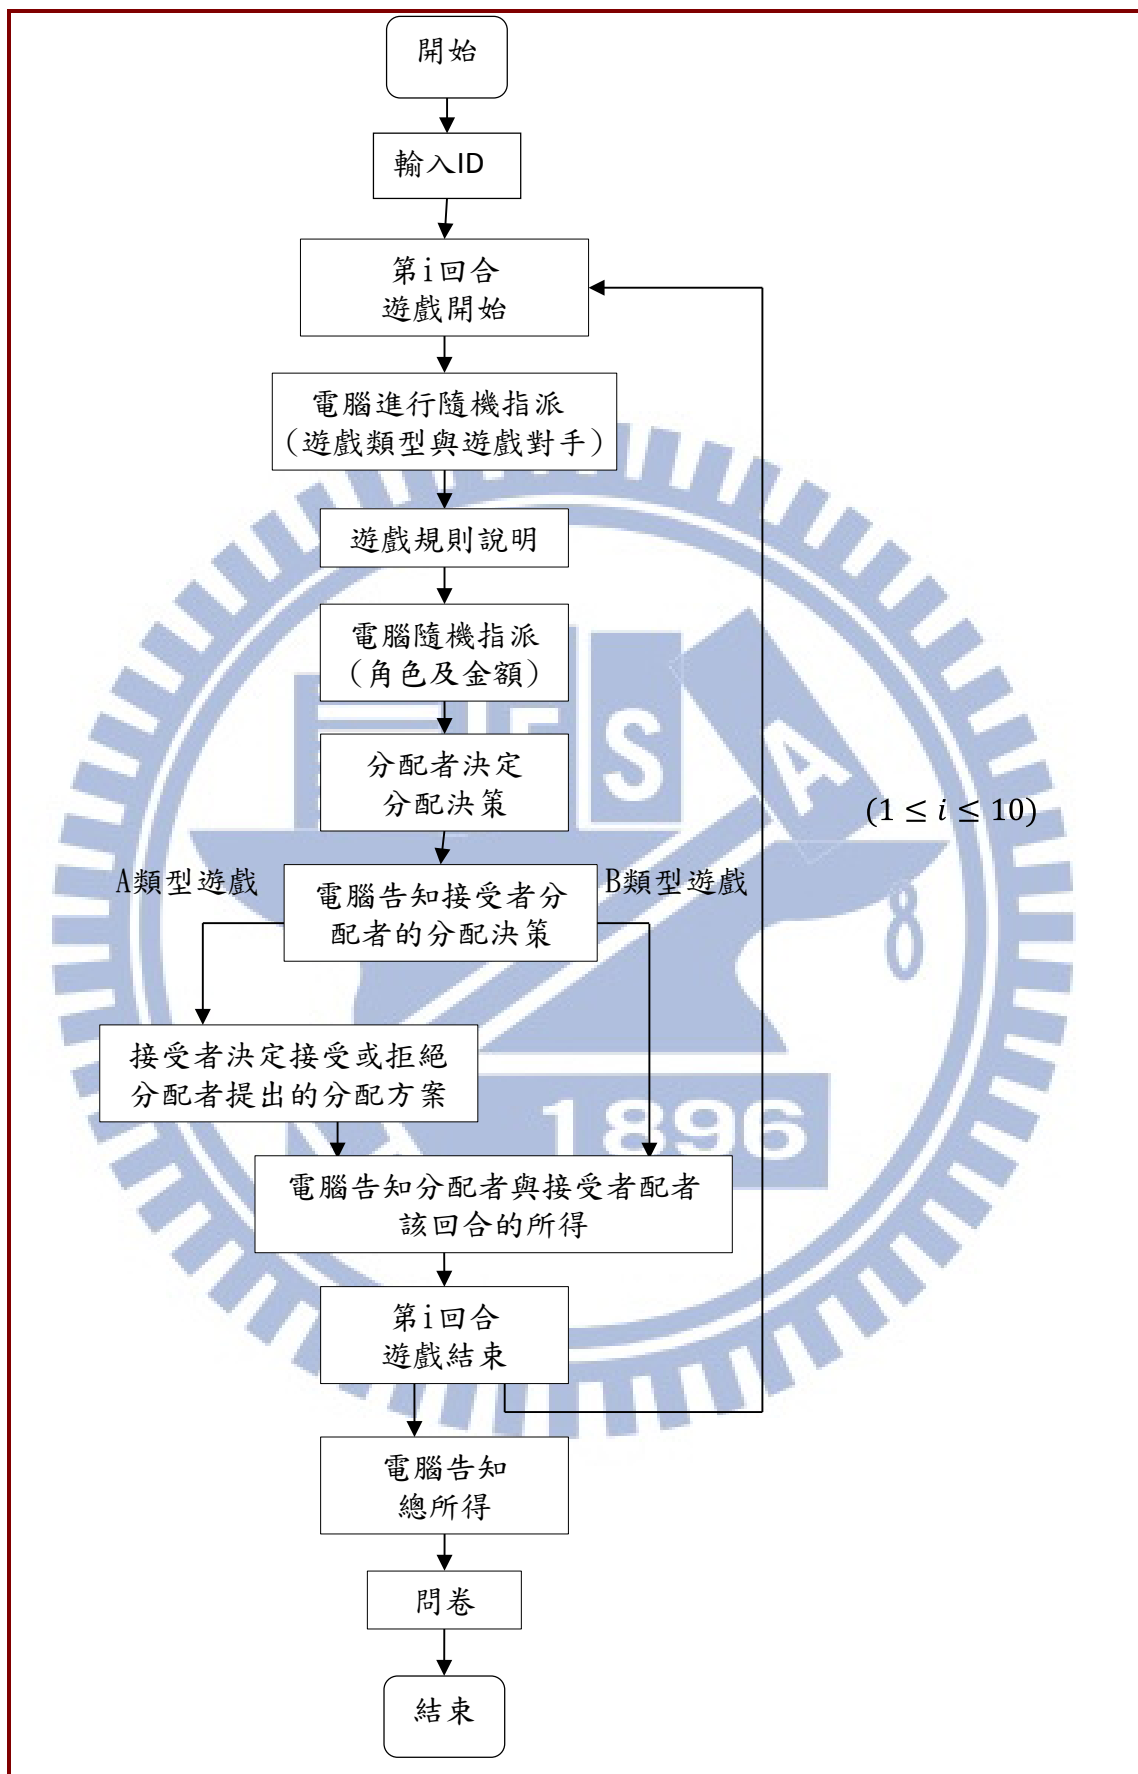 開始
輸入ID
第i回合
遊戲開始
電腦進行隨機指派
(遊戲類型與遊戲對手)
遊戲規則說明
電腦隨機指派
(角色及金額)
分配者決定
分配決策
(1 ≤ i ≤ 10)
A類型遊戲
電腦告知接受者分
配者的分配決策
B類型遊戲
接受者決定接受或拒絕
分配者提出的分配方案
電腦告知分配者與接受者配者
該回合的所得
第i回合
遊戲結束
電腦告知
總所得
問卷
結束
E S A
8
1896